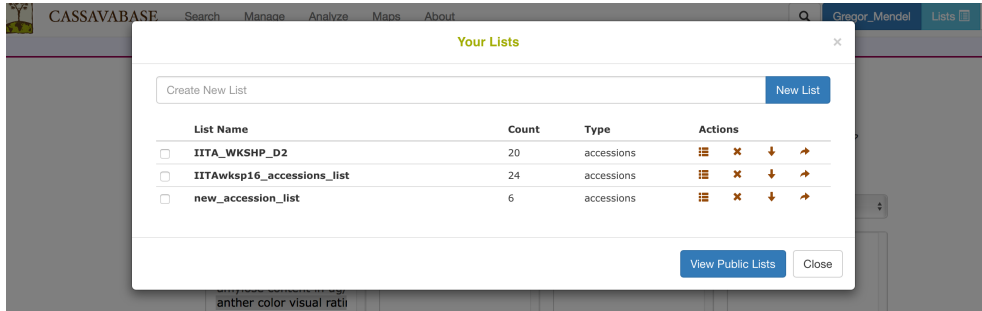 CASSAVABASE Search Manage Analyze Maps About Gregor_Mendel Lists
Your Lists ×
Create New List New List
List Name Count Type Actions
IITA_WKSHP_D2 20 accessions
IITAwksp16_accessions_list 24 accessions
new_accession_list 6 accessions
View Public Lists Close
anther color visual